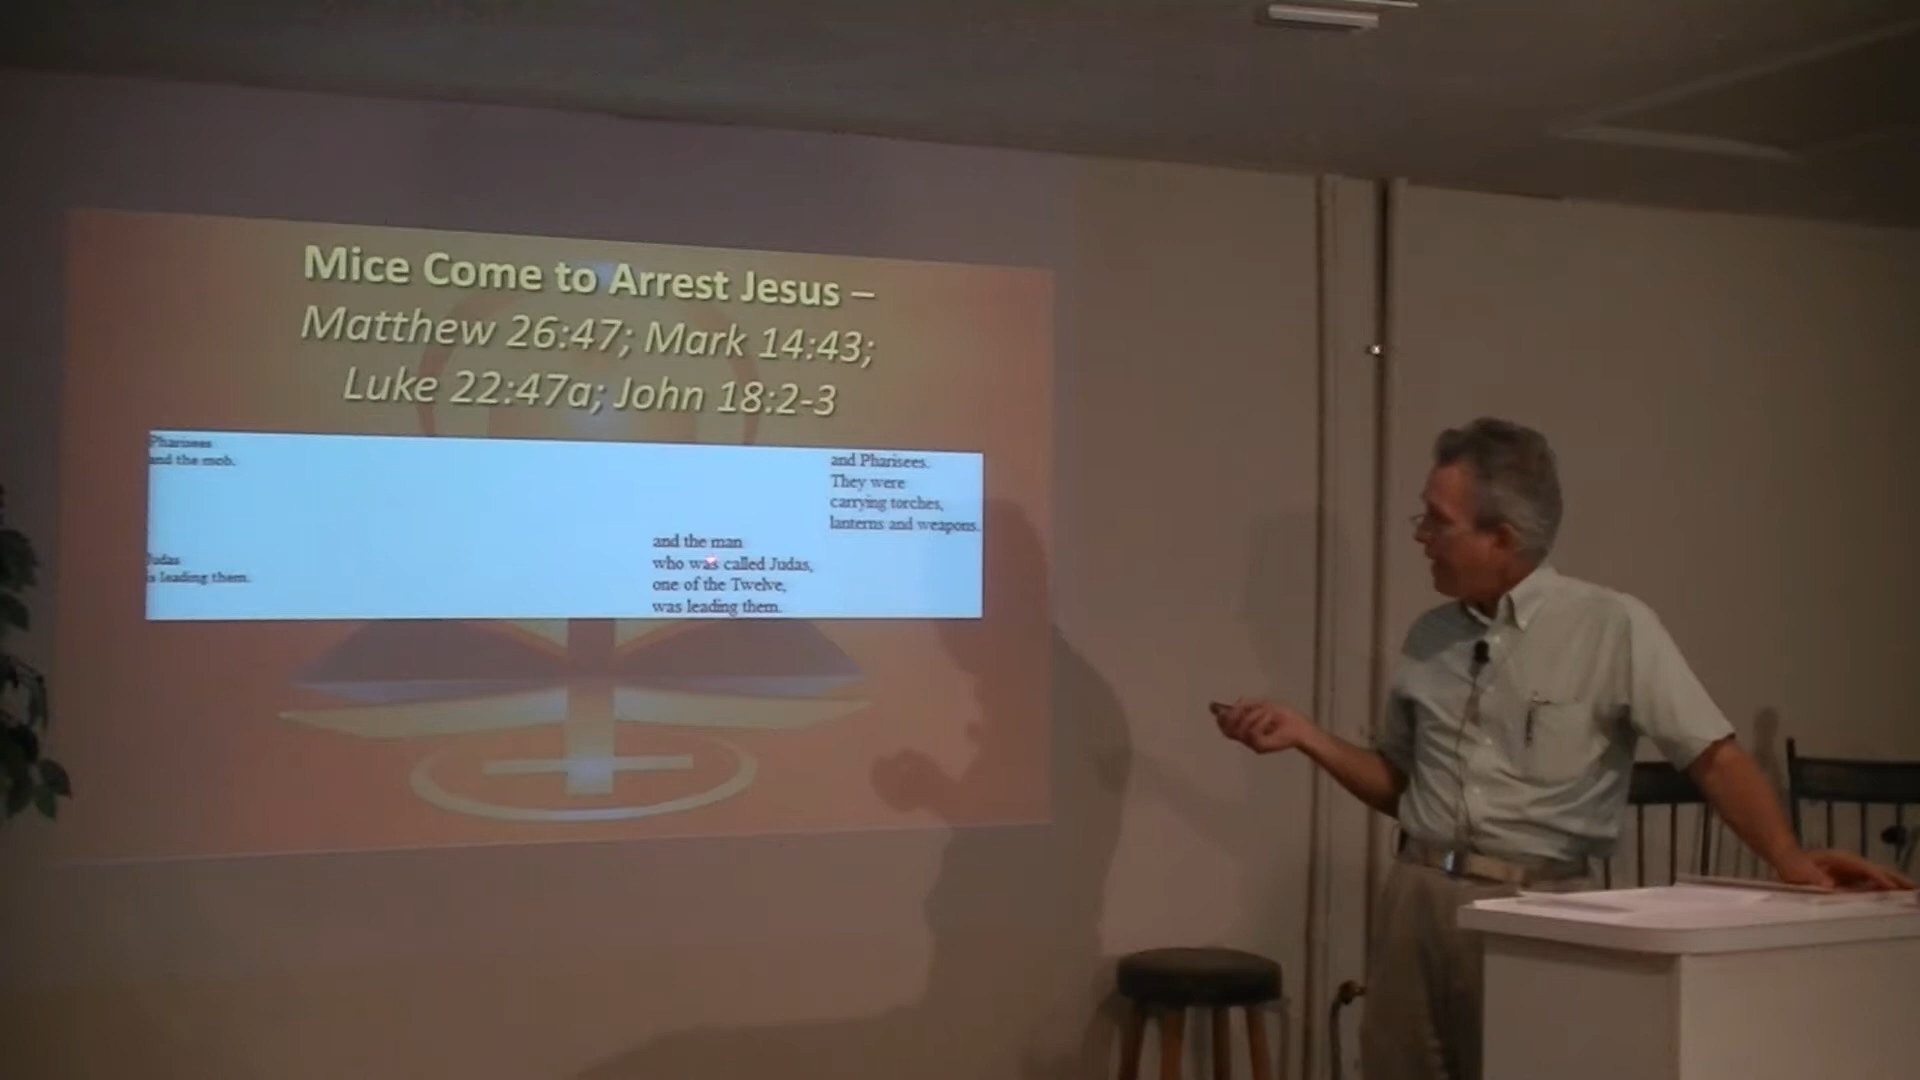 Mice Come to Arrest Jesus –
Matthew 26:47; Mark 14:43;
Luke 22:47a; John 18:2-3
Pharisees
and the mob.
Judas
is leading them.
and the man
who was called Judas,
one of the Twelve,
was leading them.
and Pharisees.
They were
carrying torches,
lanterns and weapons.